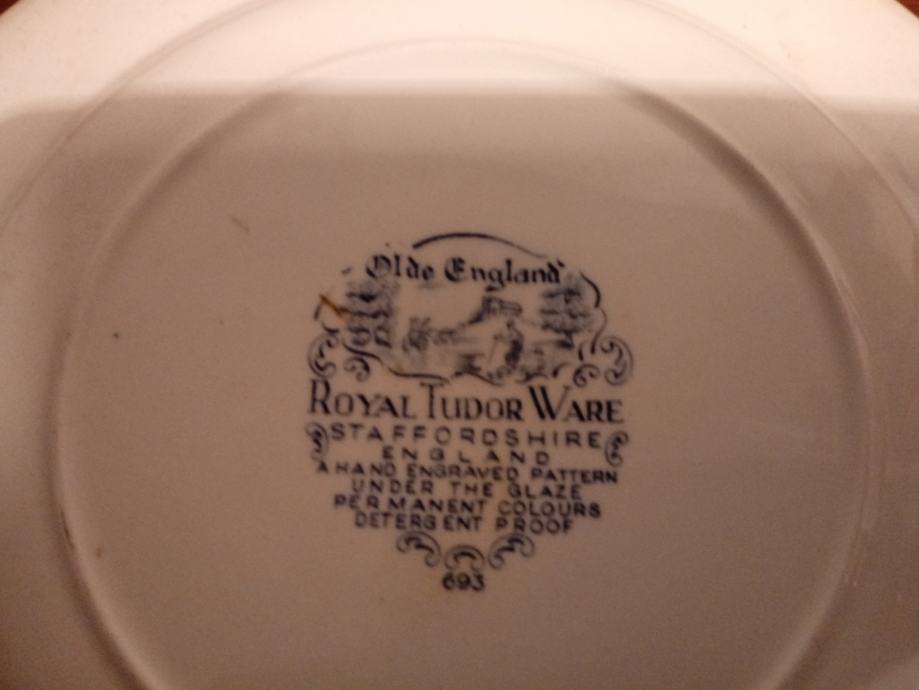 Olde England
ROYAL TUDOR WARE
STAFFORDSHIRE
ENGLAND
A HAND ENGRAVED PATTERN
UNDER THE GLAZE
PERMANENT COLOURS
DETERGENT PROOF
693